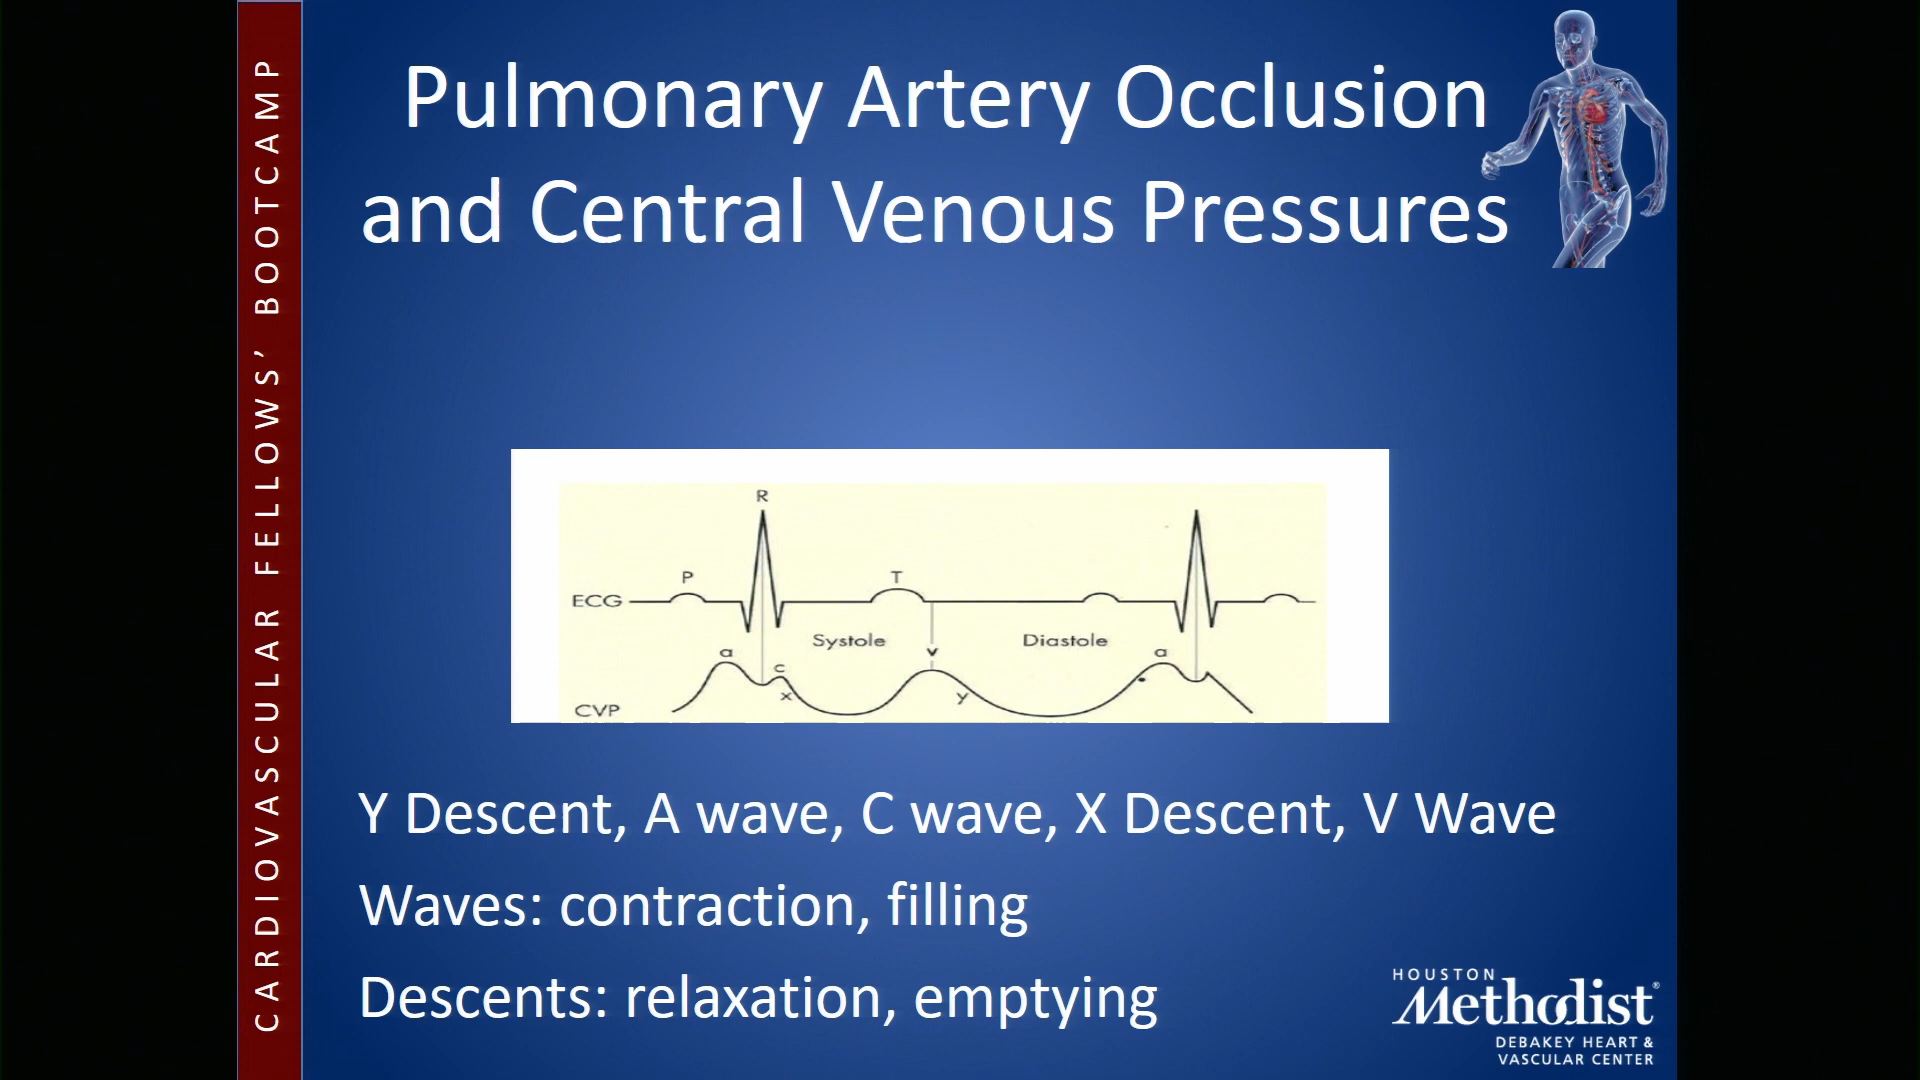 CARDIOVASCULAR FELLOWS’ BOOTCAMP
Pulmonary Artery Occlusion
and Central Venous Pressures
R
P
T
ECG
Systole
Diastole
a
c
v
a
x
y
CVP
Y Descent, A wave, C wave, X Descent, V Wave
Waves: contraction, filling
Descents: relaxation, emptying
HOUSTON
Methodist®
DEBAKEY HEART &
VASCULAR CENTER